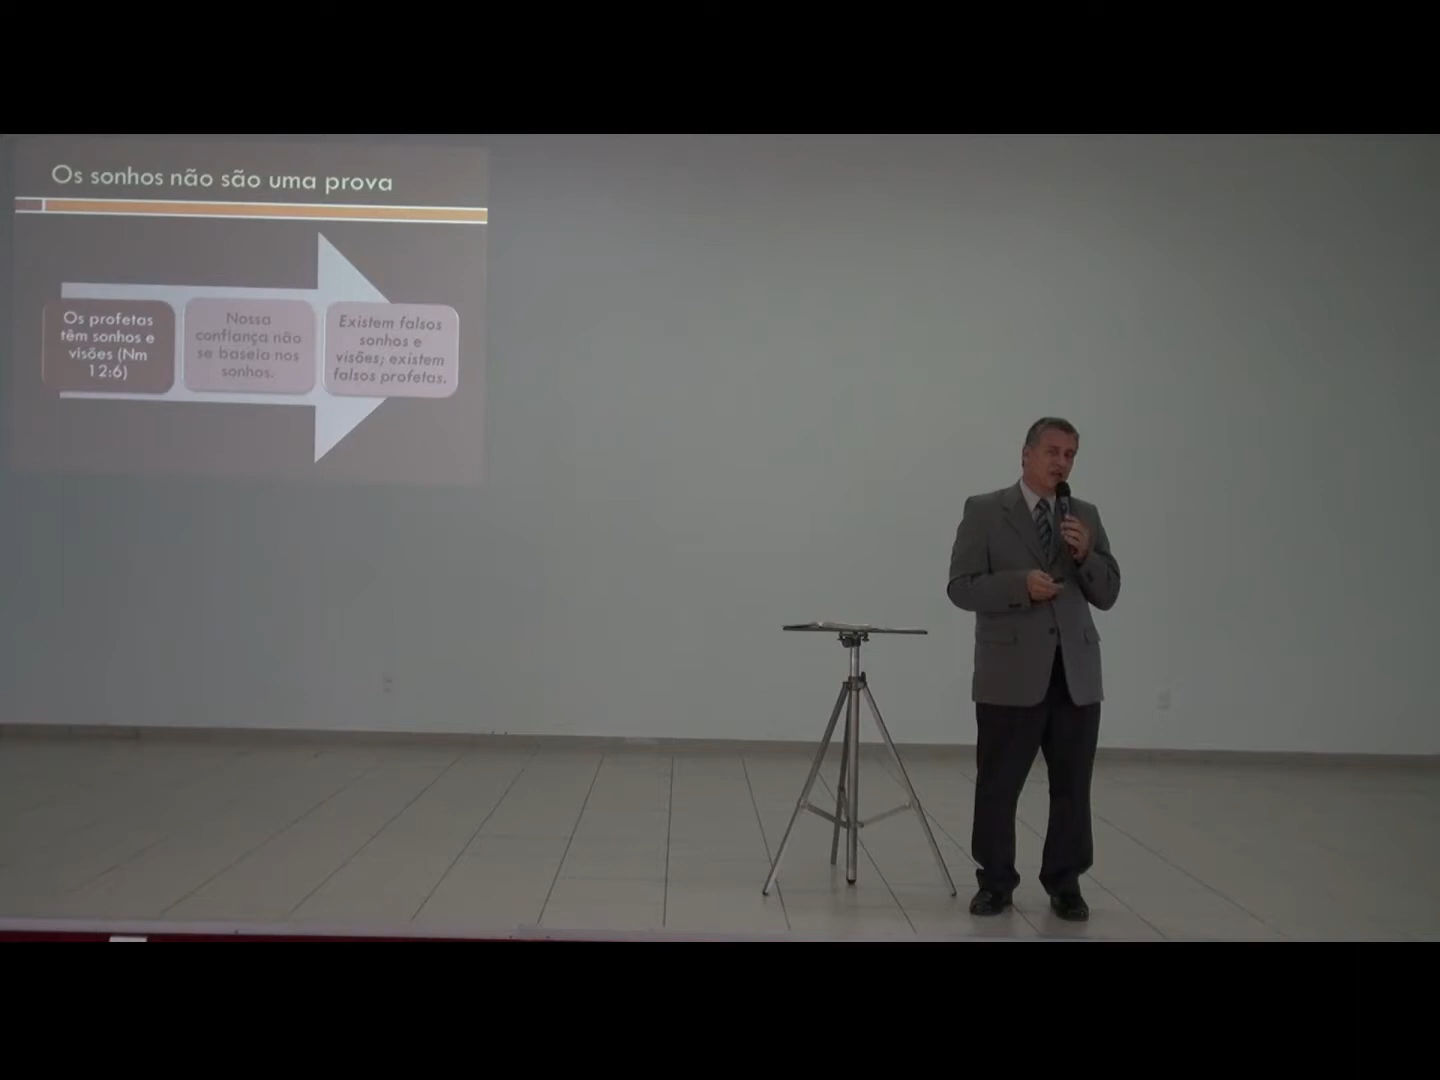 Os sonhos não são uma prova
Os profetas
têm sonhos e
visões (Nm
12:6)
Nossa
confiança não
se baseia nos
sonhos.
Existem falsos
sonhos e
visões; existem
falsos profetas.